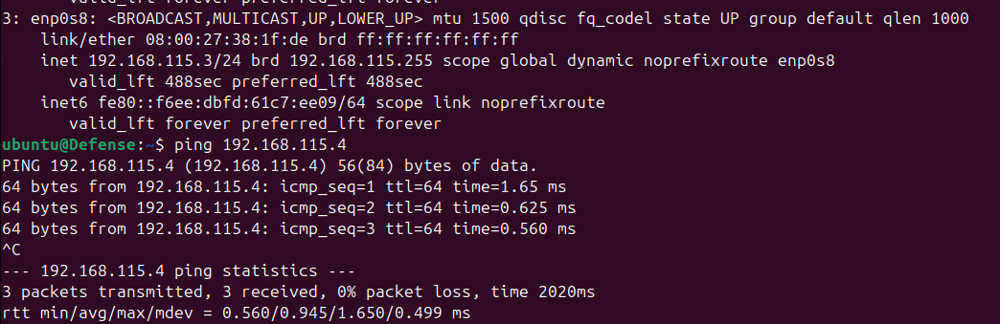 3: enp0s8: <BROADCAST,MULTICAST,UP,LOWER_UP> mtu 1500 qdisc fq_codel state UP group default qlen 1000
    link/ether 08:00:27:38:1f:de brd ff:ff:ff:ff:ff:ff
    inet 192.168.115.3/24 brd 192.168.115.255 scope global dynamic noprefixroute enp0s8
       valid_lft 488sec preferred_lft 488sec
    inet6 fe80::f6ee:dbfd:61c7:ee09/64 scope link noprefixroute
       valid_lft forever preferred_lft forever
ubuntu@Defense:~$ ping 192.168.115.4
PING 192.168.115.4 (192.168.115.4) 56(84) bytes of data.
64 bytes from 192.168.115.4: icmp_seq=1 ttl=64 time=1.65 ms
64 bytes from 192.168.115.4: icmp_seq=2 ttl=64 time=0.625 ms
64 bytes from 192.168.115.4: icmp_seq=3 ttl=64 time=0.560 ms
^C
--- 192.168.115.4 ping statistics ---
3 packets transmitted, 3 received, 0% packet loss, time 2020ms
rtt min/avg/max/mdev = 0.560/0.945/1.650/0.499 ms